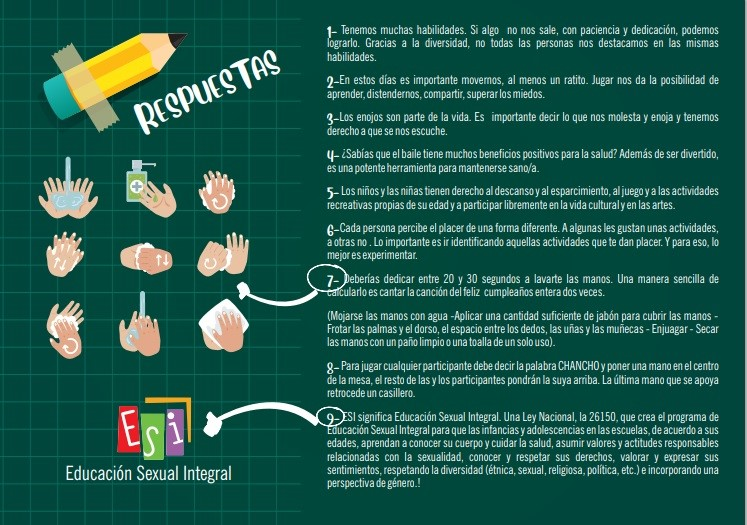 RESPUESTAS
ESI
Educación Sexual Integral
1- Tenemos muchas habilidades. Si algo no nos sale, con paciencia y dedicación, podemos
lograrlo. Gracias a la diversidad, no todas las personas nos destacamos en las mismas
habilidades.
2-En estos días es importante movernos, al menos un ratito. Jugar nos da la posibilidad de
aprender, distendernos, compartir, superar los miedos.
3-Los enojos son parte de la vida. Es importante decir lo que nos molesta y enoja y tenemos
derecho a que se nos escuche.
4- ¿Sabías que el baile tiene muchos beneficios positivos para la salud? Además de ser divertido,
es una potente herramienta para mantenerse sano/a.
5- Los niños y las niñas tienen derecho al descanso y al esparcimiento, al juego y a las actividades
recreativas propias de su edad y a participar libremente en la vida cultural y en las artes.
6-Cada persona percibe el placer de una forma diferente. A algunas les gustan unas actividades,
a otras no . Lo importante es ir identificando aquellas actividades que te dan placer. Y para eso, lo
mejor es experimentar.
7- Deberías dedicar entre 20 y 30 segundos a lavarte las manos. Una manera sencilla de
calcularlo es cantar la canción del feliz cumpleaños entera dos veces.
(Mojarse las manos con agua -Aplicar una cantidad suficiente de jabón para cubrir las manos -
Frotar las palmas y el dorso, el espacio entre los dedos, las uñas y las muñecas - Enjuagar - Secar
las manos con un paño limpio o una toalla de un solo uso).
8- Para jugar cualquier participante debe decir la palabra CHANCHO y poner una mano en el centro
de la mesa, el resto de las y los participantes pondrán la suya arriba. La última mano que se apoya
retrocede un casillero.
9- ESI significa Educación Sexual Integral. Una Ley Nacional, la 26150, que crea el programa de
Educación Sexual Integral para que las infancias y adolescencias en las escuelas, de acuerdo a sus
edades, aprendan a conocer su cuerpo y cuidar la salud, asumir valores y actitudes responsables
relacionadas con la sexualidad, conocer y respetar sus derechos, valorar y expresar sus
sentimientos, respetando la diversidad (étnica, sexual, religiosa, política, etc.) e incorporando una
perspectiva de género.!